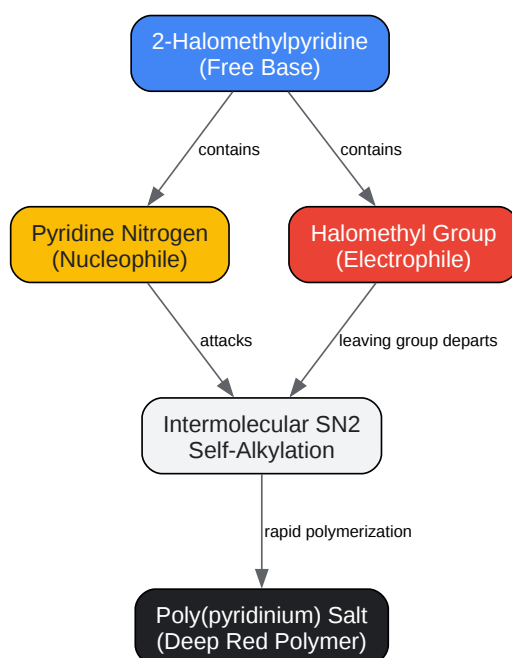 2-Halomethylpyridine
(Free Base)
contains
contains
Pyridine Nitrogen
(Nucleophile)
Halomethyl Group
(Electrophile)
attacks
leaving group departs
Intermolecular SN2
Self-Alkylation
rapid polymerization
Poly(pyridinium) Salt
(Deep Red Polymer)